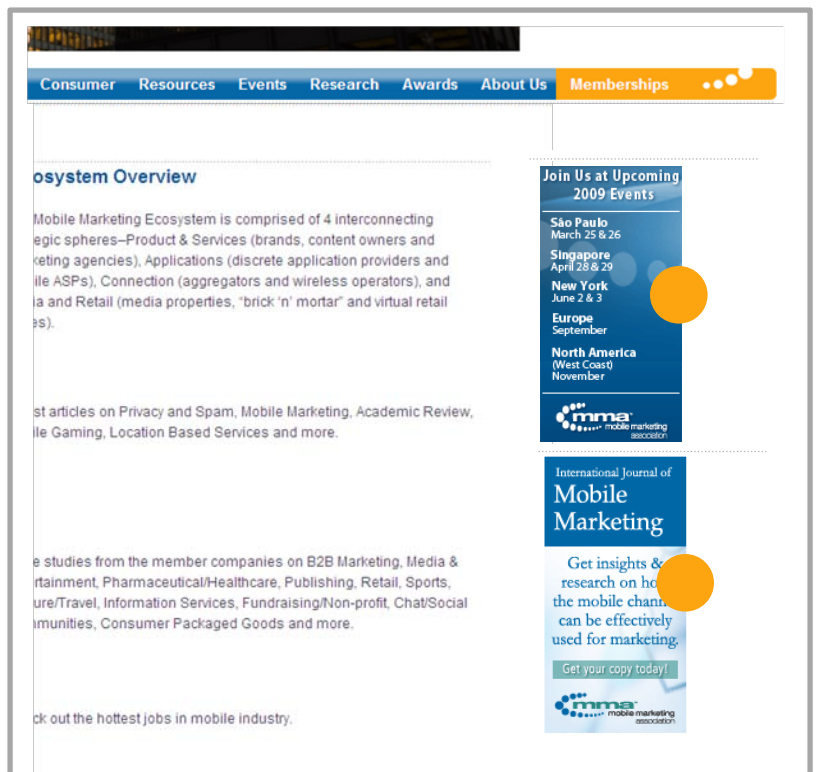 Consumer Resources Events Research Awards About Us Memberships
osystem Overview
Mobile Marketing Ecosystem is comprised of 4 interconnecting
egic spheres–Product & Services (brands, content owners and
keting agencies), Applications (discrete application providers and
ile ASPs), Connection (aggregators and wireless operators), and
ia and Retail (media properties, “brick ‘n’ mortar” and virtual retail
es).
st articles on Privacy and Spam, Mobile Marketing, Academic Review,
ile Gaming, Location Based Services and more.
e studies from the member companies on B2B Marketing, Media &
rtainment, Pharmaceutical/Healthcare, Publishing, Retail, Sports,
ure/Travel, Information Services, Fundraising/Non-profit, Chat/Social
mmunities, Consumer Packaged Goods and more.
ck out the hottest jobs in mobile industry.
Join Us at Upcoming
2009 Events
São Paulo
March 25 & 26
Singapore
April 28 & 29
New York
June 2 & 3
Europe
September
North America
(West Coast)
November
mma
mobile marketing
association
International Journal of
Mobile
Marketing
Get insights &
research on ho
the mobile chann
can be effectively
used for marketing.
Get your copy today!
mma
mobile marketing
association